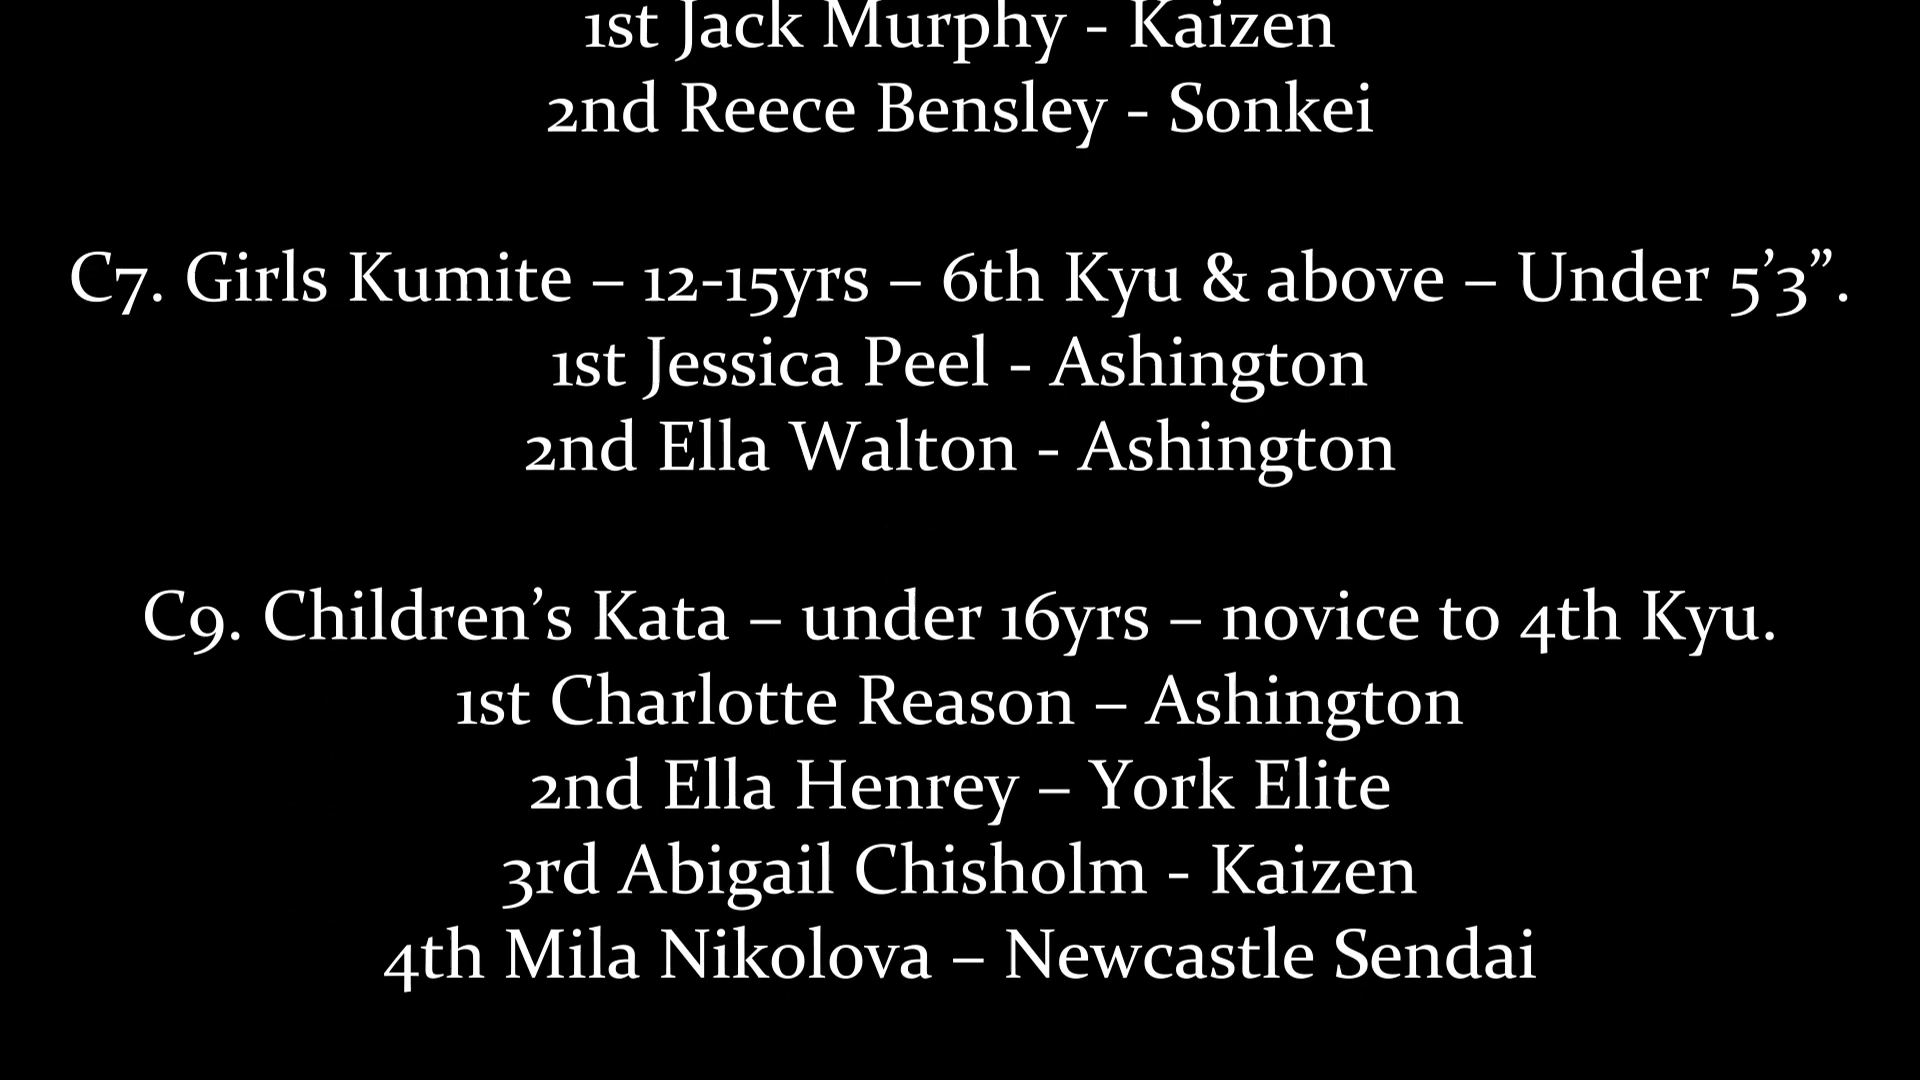 1st Jack Murphy - Kaizen
2nd Reece Bensley - Sonkei
C7. Girls Kumite – 12-15yrs – 6th Kyu & above – Under 5’3”.
1st Jessica Peel - Ashington
2nd Ella Walton - Ashington
C9. Children’s Kata – under 16yrs – novice to 4th Kyu.
1st Charlotte Reason – Ashington
2nd Ella Henrey – York Elite
3rd Abigail Chisholm - Kaizen
4th Mila Nikolova – Newcastle Sendai